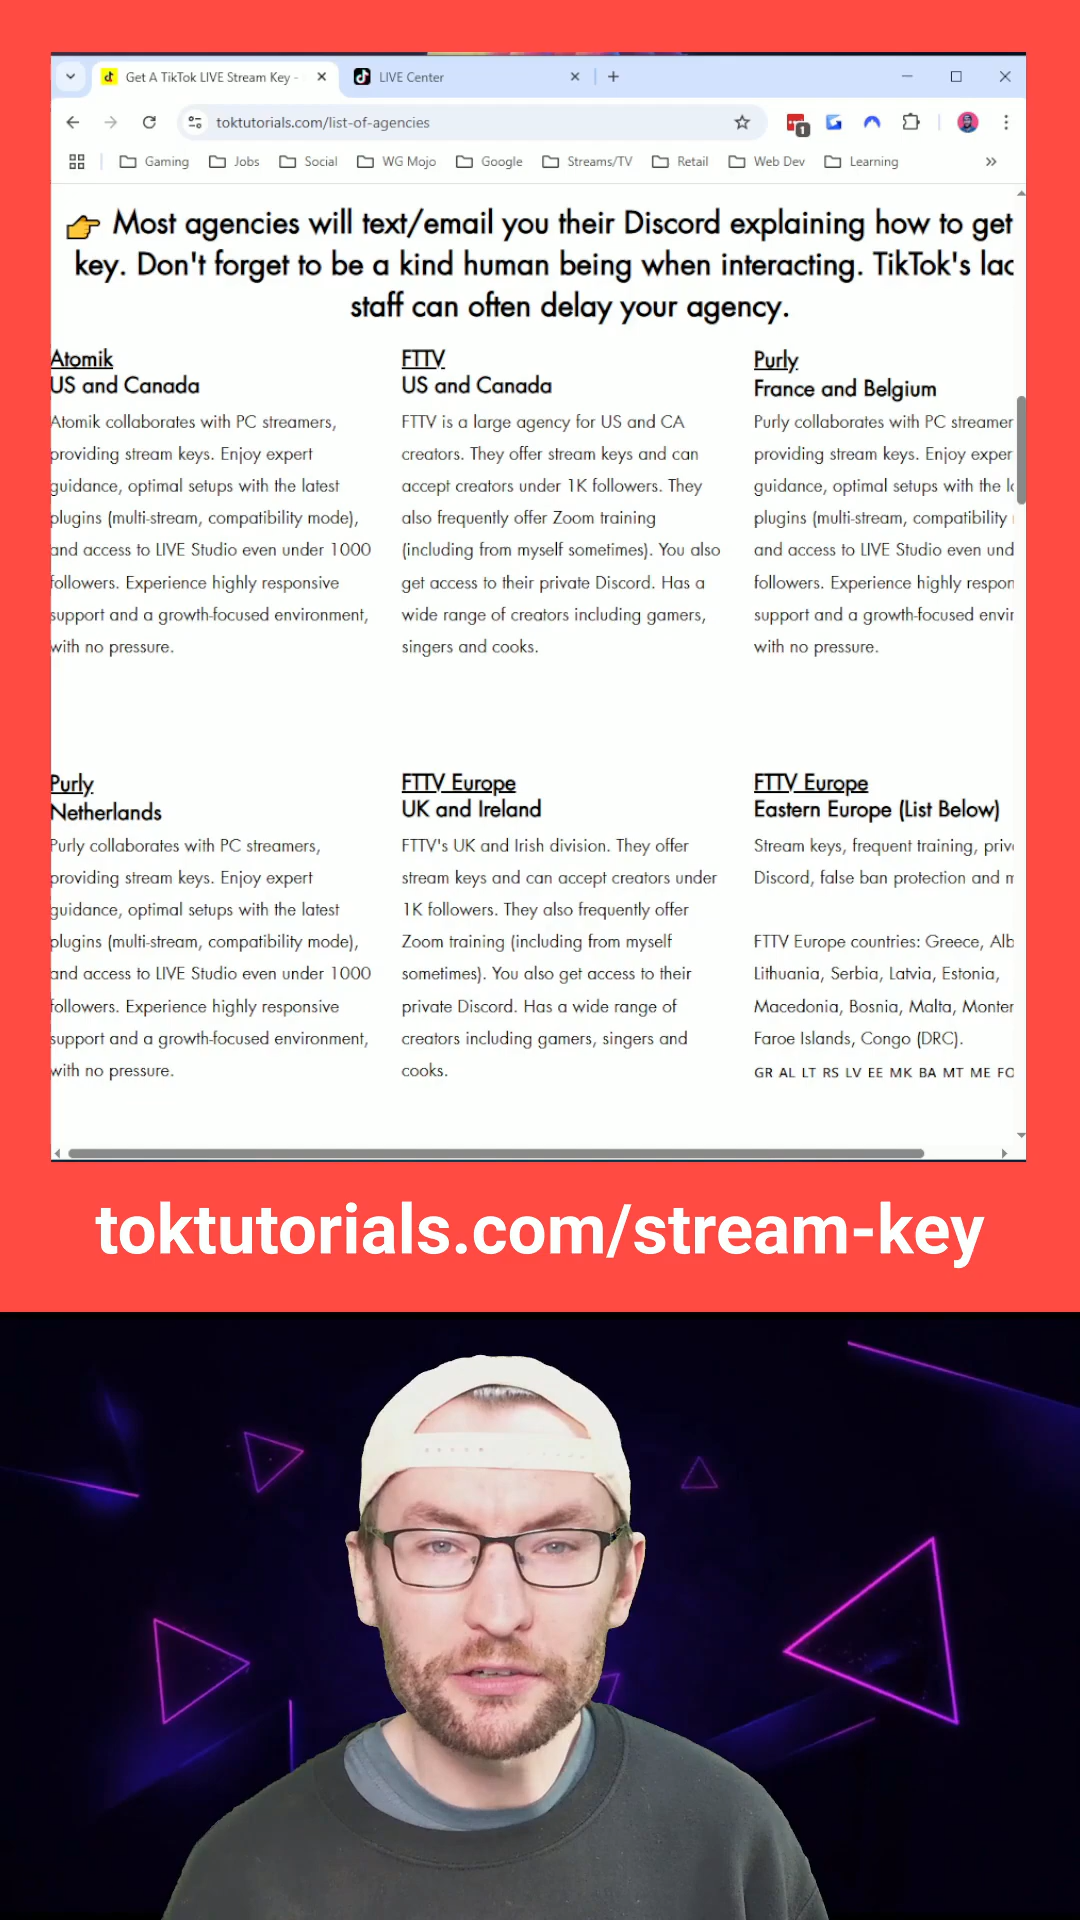 Get A TikTok LIVE Stream Key -
LIVE Center
toktutorials.com/list-of-agencies
1
Gaming
Jobs
Social
WG Mojo
Google
Streams/TV
Retail
Web Dev
Learning
👉 Most agencies will text/email you their Discord explaining how to get
key. Don't forget to be a kind human being when interacting. TikTok's
staff can often delay your agency.
Atomik
US and Canada
Atomik collaborates with PC streamers,
providing stream keys. Enjoy expert
guidance, optimal setups with the latest
plugins (multi-stream, compatibility mode),
and access to LIVE Studio even under 1000
followers. Experience highly responsive
support and a growth-focused environment,
with no pressure.
FTTV
US and Canada
FTTV is a large agency for US and CA
creators. They offer stream keys and can
accept creators under 1K followers. They
also frequently offer Zoom training
(including from myself sometimes). You also
get access to their private Discord. Has a
wide range of creators including gamers,
singers and cooks.
Purly
France and Belgium
Purly collaborates with PC streamer
providing stream keys. Enjoy exper
guidance, optimal setups with the
plugins (multi-stream, compatibility
and access to LIVE Studio even und
followers. Experience highly respon
support and a growth-focused envir
with no pressure.
Purly
Netherlands
Purly collaborates with PC streamers,
providing stream keys. Enjoy expert
guidance, optimal setups with the latest
plugins (multi-stream, compatibility mode),
and access to LIVE Studio even under 1000
followers. Experience highly responsive
support and a growth-focused environment,
with no pressure.
FTTV Europe
UK and Ireland
FTTV's UK and Irish division. They offer
stream keys and can accept creators under
1K followers. They also frequently offer
Zoom training (including from myself
sometimes). You also get access to their
private Discord. Has a wide range of
creators including gamers, singers and
cooks.
FTTV Europe
Eastern Europe (List Below)
Stream keys, frequent training, priv
Discord, false ban protection and m
FTTV Europe countries: Greece, Alb
Lithuania, Serbia, Latvia, Estonia,
Macedonia, Bosnia, Malta, Monter
Faroe Islands, Congo (DRC).
GR AL LT RS LV EE MK BA MT ME FO
toktutorials.com/stream-key